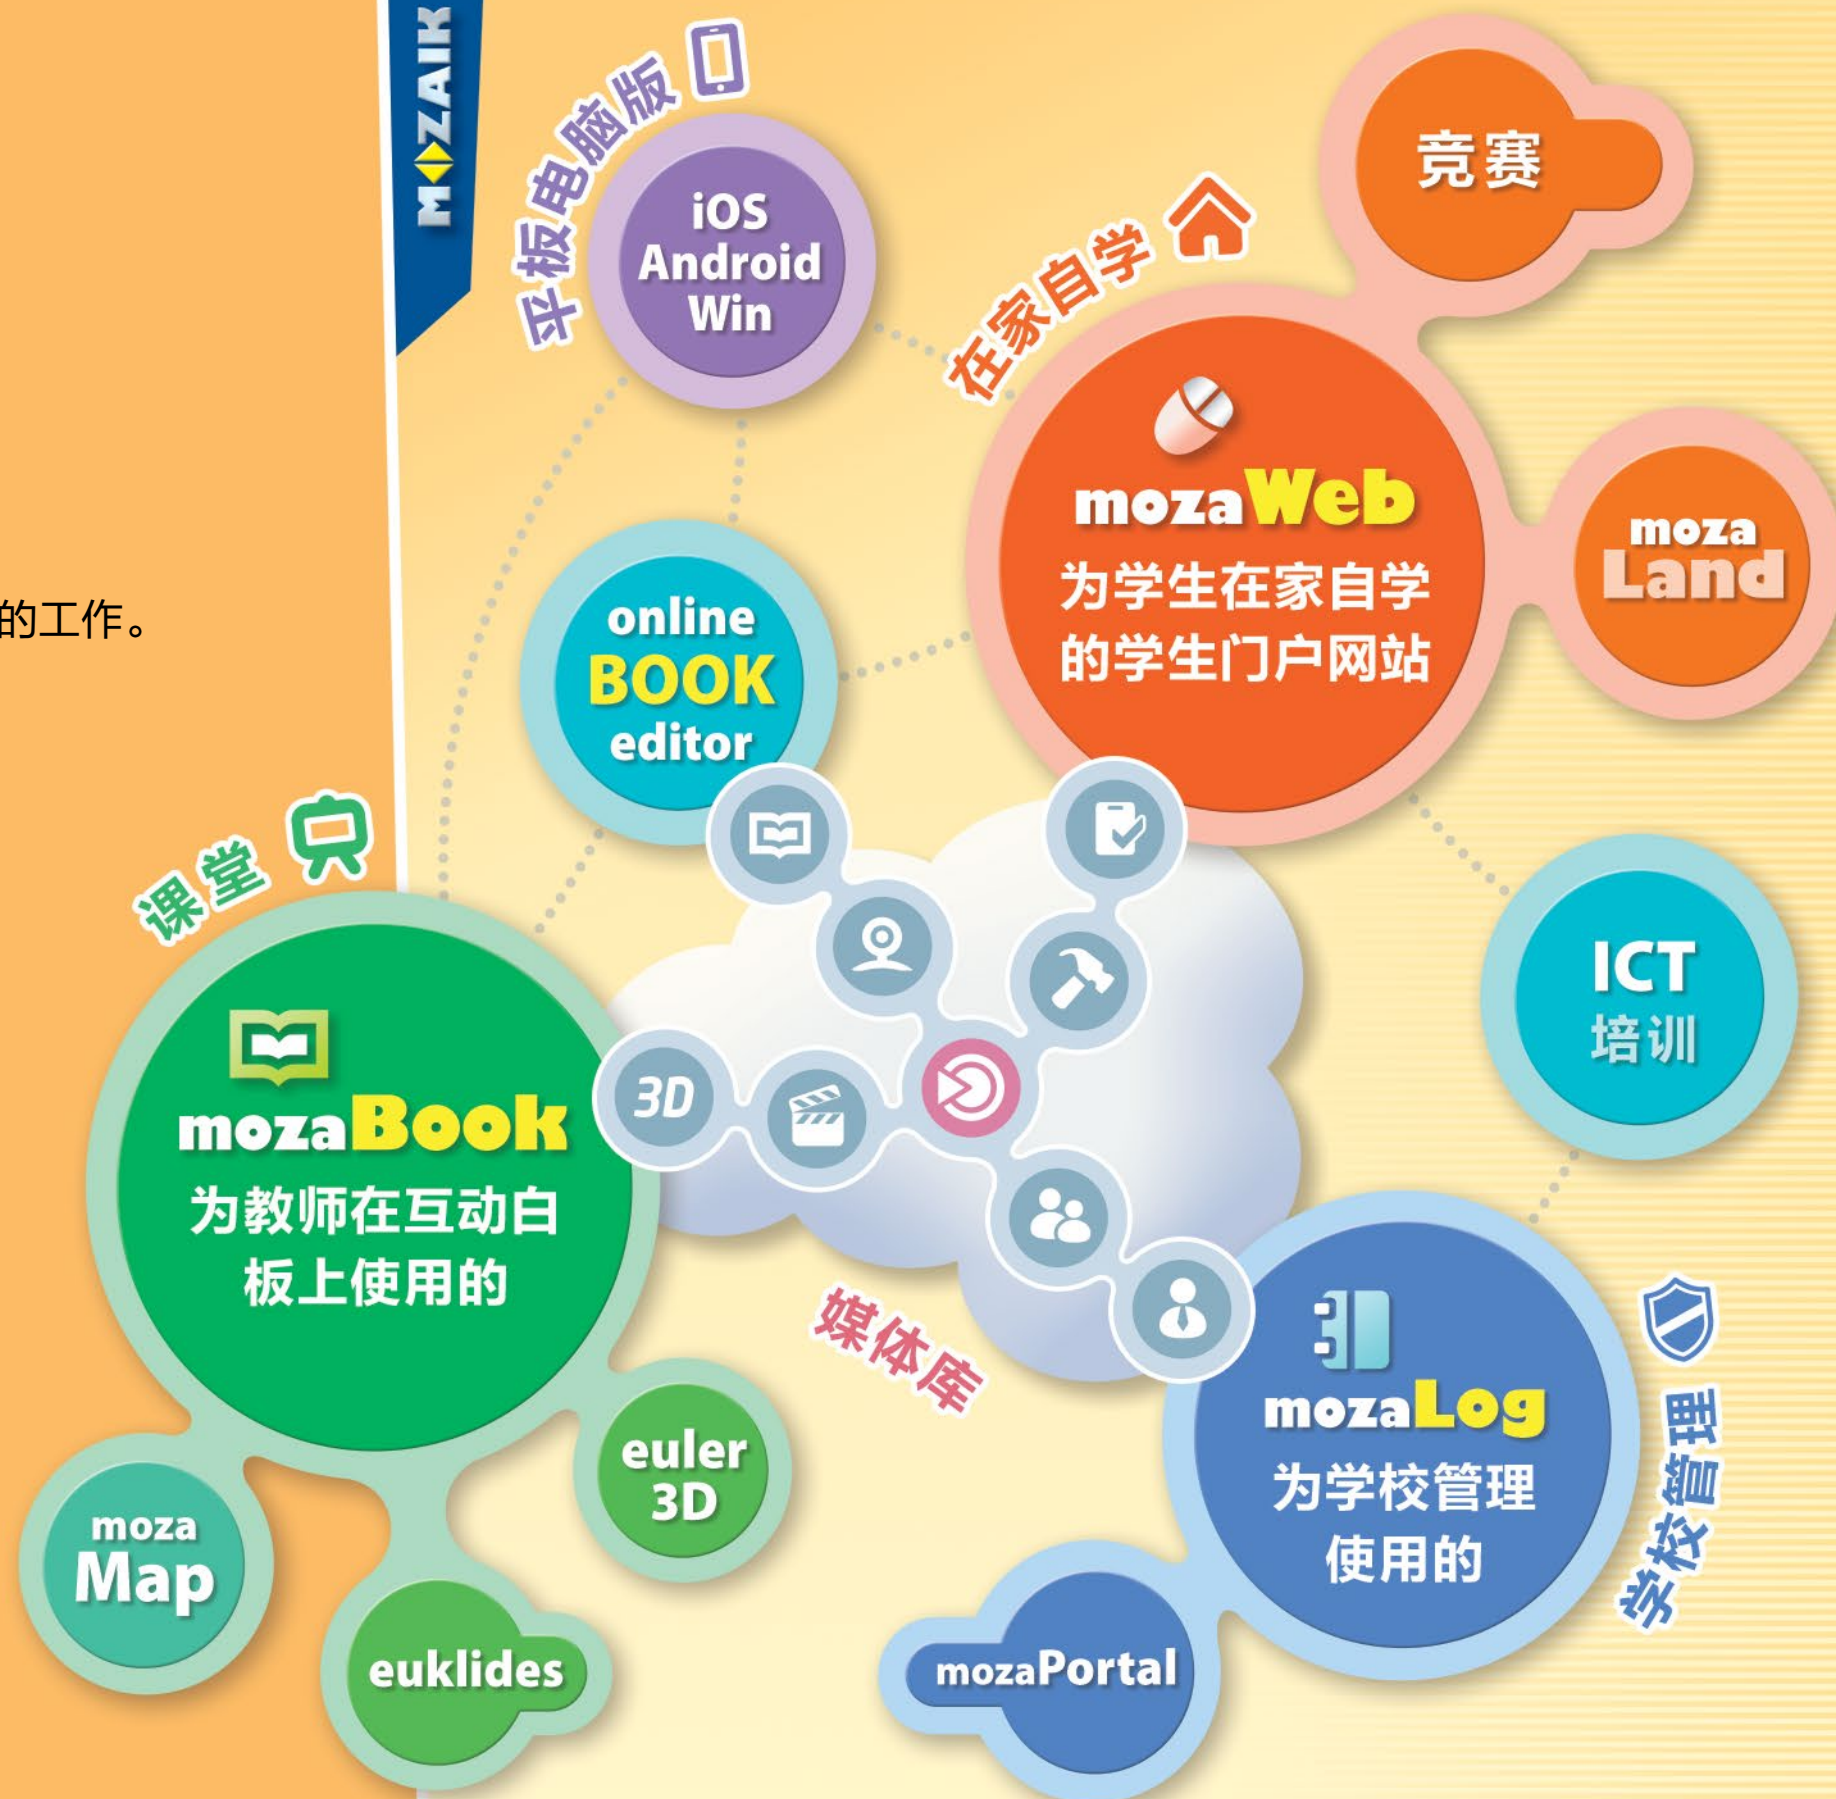 MOZAIK
平板电脑版
iOS
Android
Win
竞赛
在家自学
mozaWeb
为学生在家自学
的学生门户网站
moza
Land
的工作。
online
BOOK
editor
课堂
ICT
培训
3D
mozaBook
为教师在互动白
板上使用的
媒体库
mozaLog
为学校管理
使用的
学校管理
euler
3D
moza
Map
euklides
mozaPortal